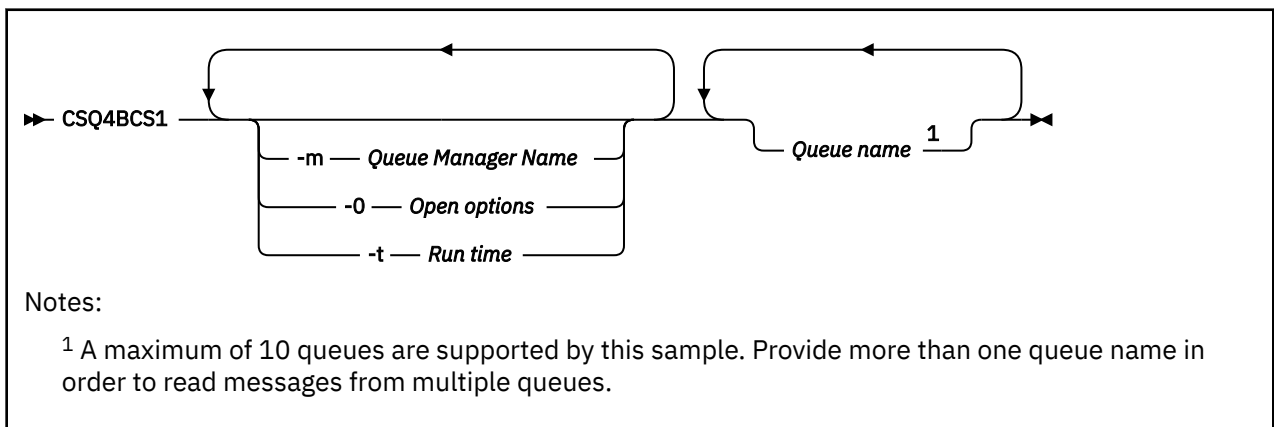 CSQ4BCS1
-m Queue Manager Name
-0 Open options
-t Run time
Queue name 1
Notes:
1 A maximum of 10 queues are supported by this sample. Provide more than one queue name in
order to read messages from multiple queues.